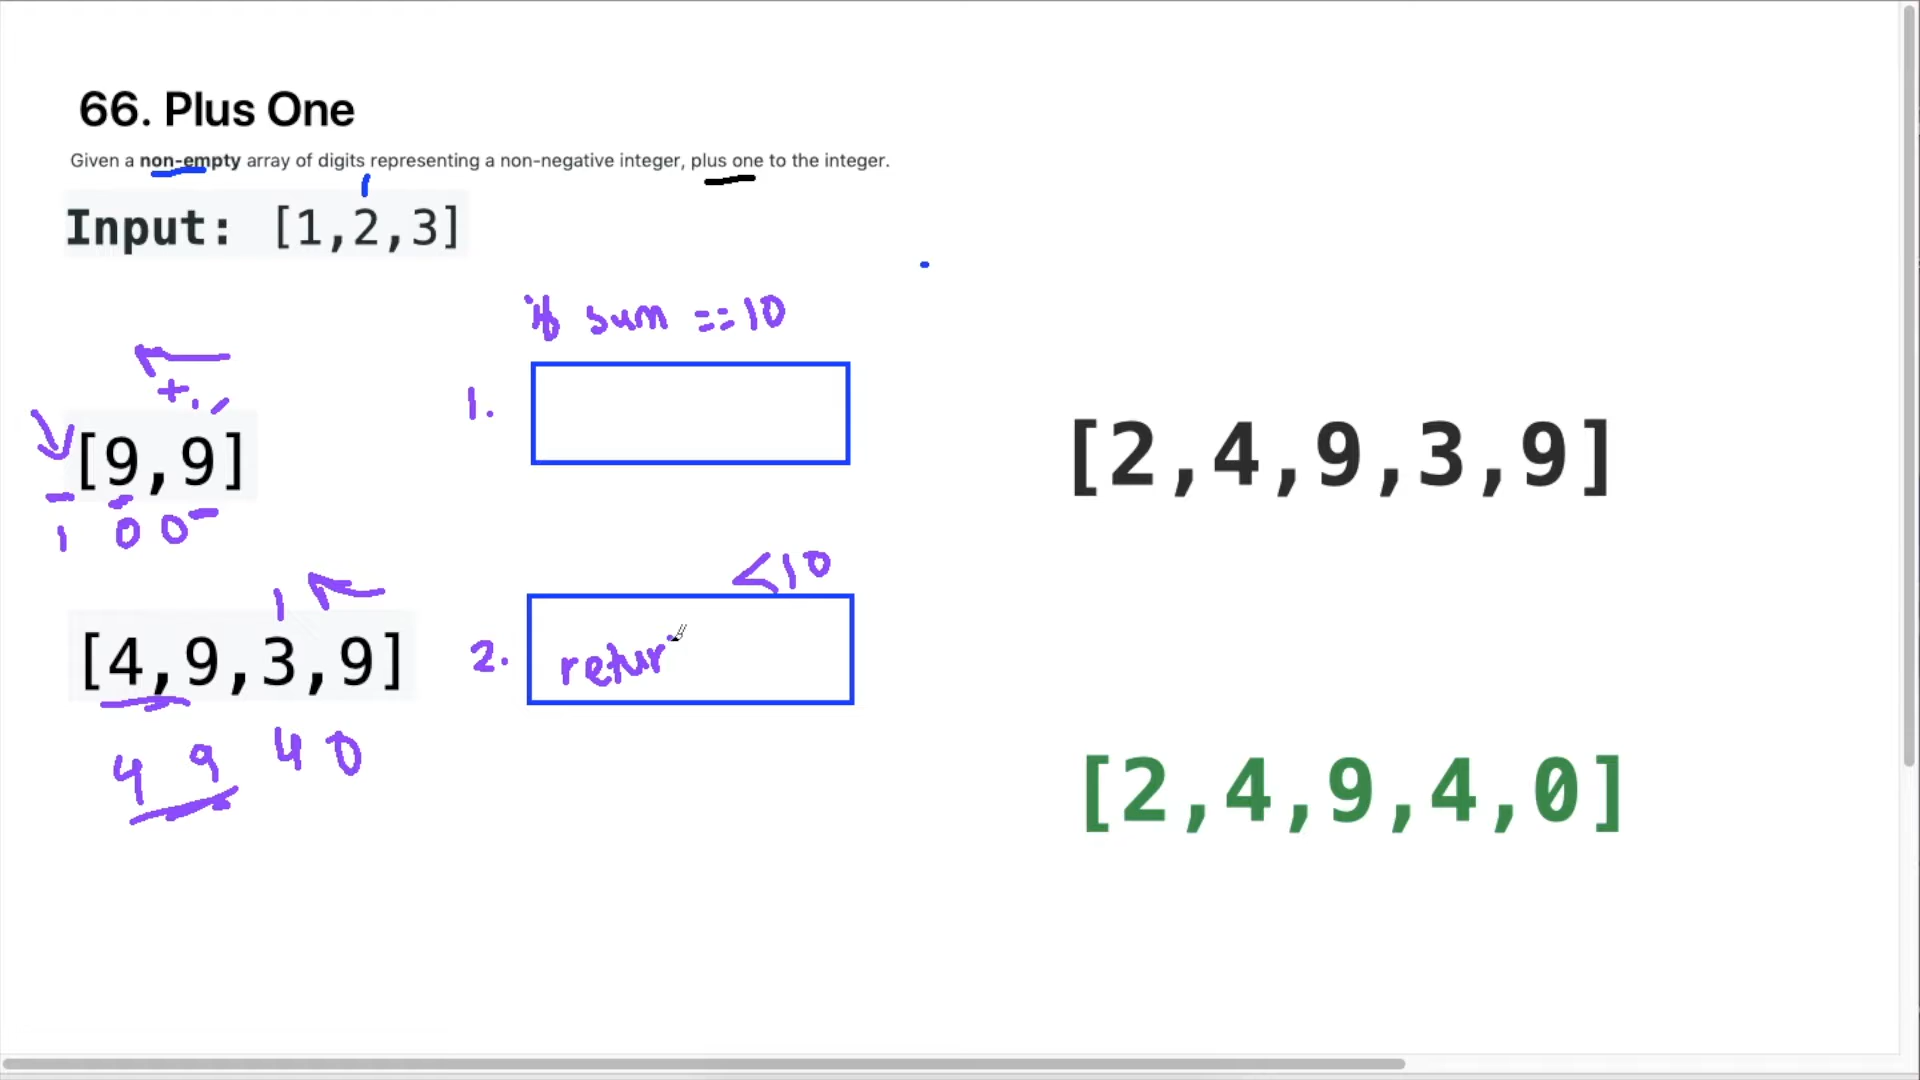 66. Plus One
Given a non-empty array of digits representing a non-negative integer, plus one to the integer.
Input: [1,2,3]
if sum == 10
+1
1.
[9,9]
1 0 0
[2,4,9,3,9]
<10
1
[4,9,3,9]
2.
retur
4 9 4 0
[2,4,9,4,0]